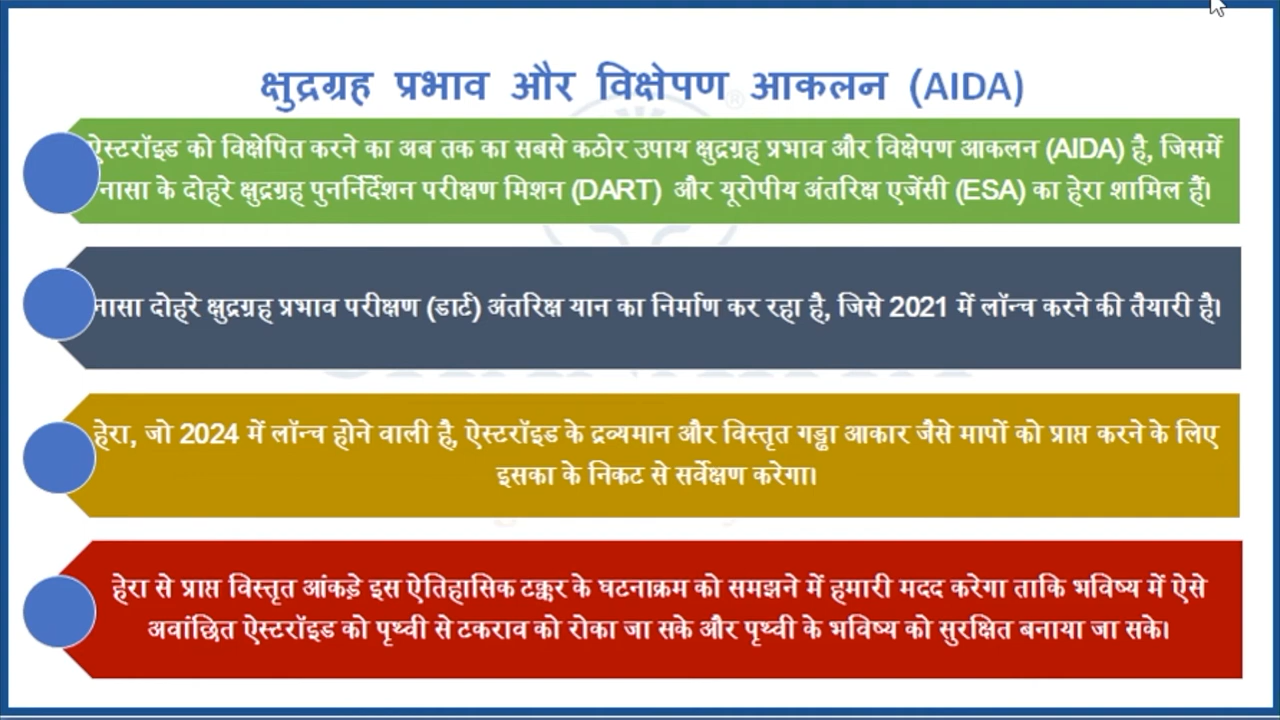 क्षुद्रग्रह प्रभाव और विक्षेपण आकलन (AIDA)
ऐस्टरॉइड को विक्षेपित करने का अब तक का सबसे कठोर उपाय क्षुद्रग्रह प्रभाव और विक्षेपण आकलन (AIDA) है, जिसमें
नासा के दोहरे क्षुद्रग्रह पुनर्निर्देशन परीक्षण मिशन (DART) और यूरोपीय अंतरिक्ष एजेंसी (ESA) का हेरा शामिल हैं।
नासा दोहरे क्षुद्रग्रह प्रभाव परीक्षण (डार्ट) अंतरिक्ष यान का निर्माण कर रहा है, जिसे 2021 में लॉन्च करने की तैयारी है।
हेरा, जो 2024 में लॉन्च होने वाली है, ऐस्टरॉइड के द्रव्यमान और विस्तृत गड्ढा आकार जैसे मापों को प्राप्त करने के लिए
इसका के निकट से सर्वेक्षण करेगा।
हेरा से प्राप्त विस्तृत आंकड़े इस ऐतिहासिक टक्कर के घटनाक्रम को समझने में हमारी मदद करेगा ताकि भविष्य में ऐसे
अवांछित ऐस्टरॉइड को पृथ्वी से टकराव को रोका जा सके और पृथ्वी के भविष्य को सुरक्षित बनाया जा सके।